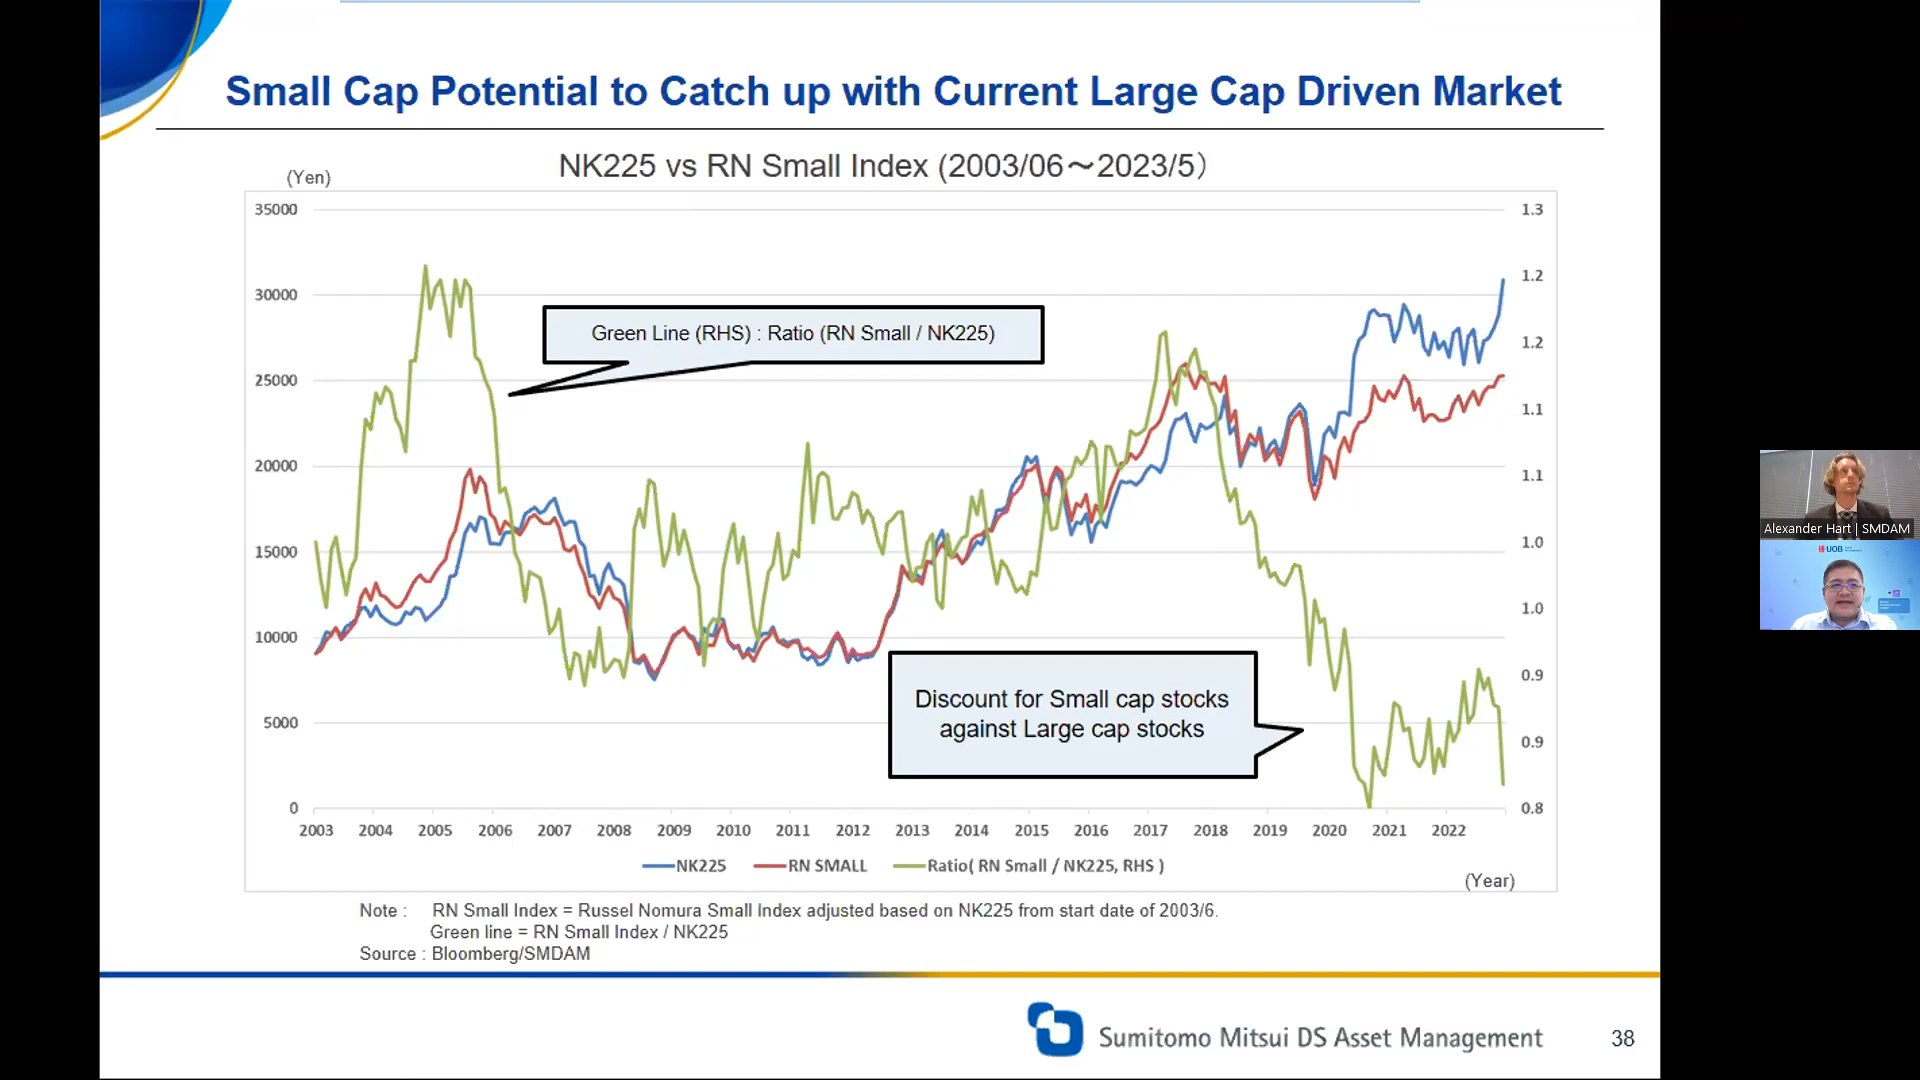 Small Cap Potential to Catch up with Current Large Cap Driven Market
NK225 vs RN Small Index (2003/06～2023/5)
(Yen)
35000
30000
25000
20000
15000
10000
5000
0
1.3
1.2
1.2
1.1
1.1
1.0
1.0
0.9
0.9
0.8
Green Line (RHS) : Ratio (RN Small / NK225)
Discount for Small cap stocks
against Large cap stocks
2003 2004 2005 2006 2007 2008 2009 2010 2011 2012 2013 2014 2015 2016 2017 2018 2019 2020 2021 2022
NK225 RN SMALL Ratio( RN Small / NK225, RHS )
(Year)
Note : RN Small Index = Russel Nomura Small Index adjusted based on NK225 from start date of 2003/6.
Green line = RN Small Index / NK225
Source : Bloomberg/SMDAM
Sumitomo Mitsui DS Asset Management
38
Alexander Hart | SMDAM
UOB